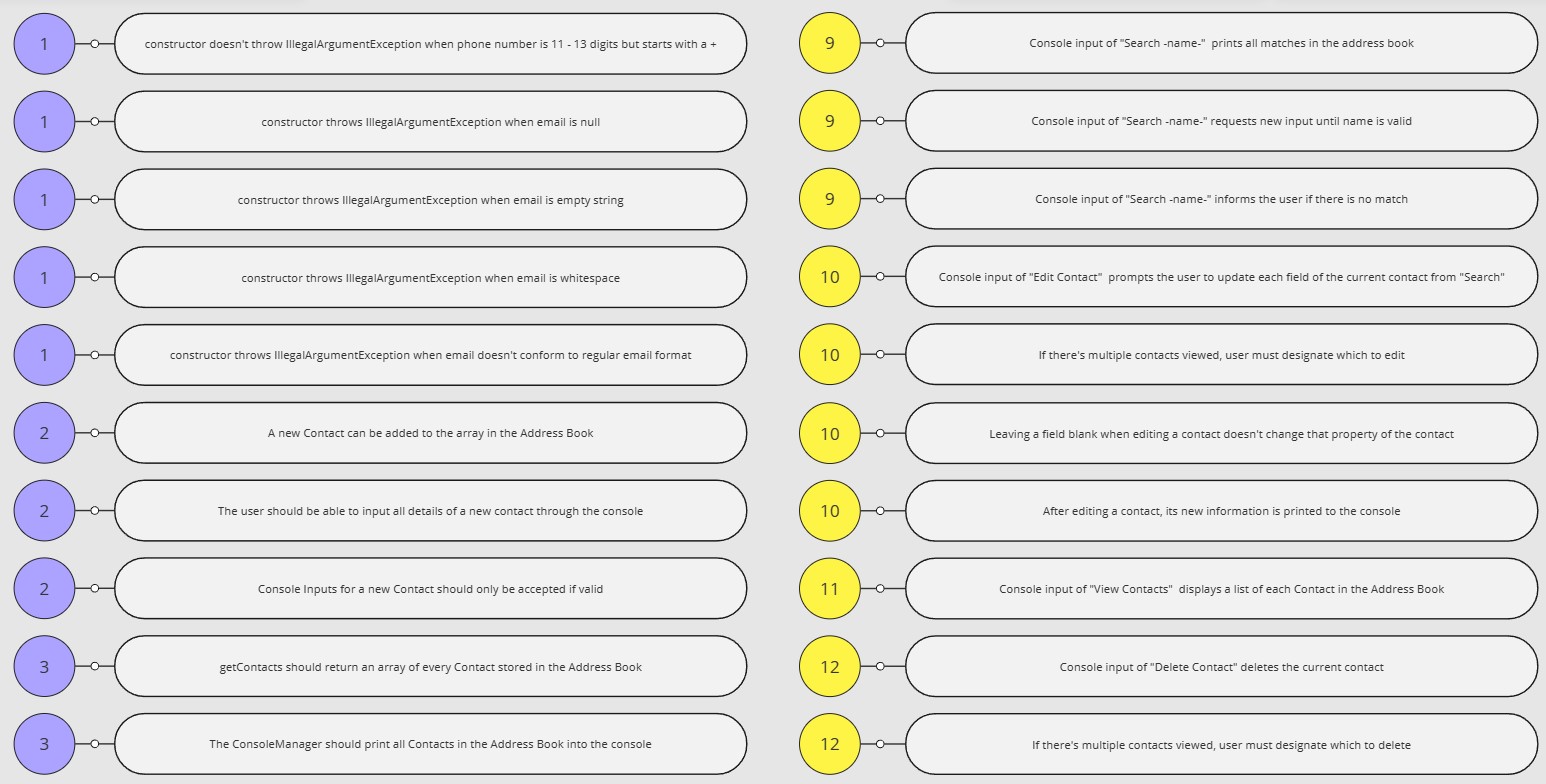 1
constructor doesn't throw IllegalArgumentException when phone number is 11 - 13 digits but starts with a +
1
constructor throws IllegalArgumentException when email is null
1
constructor throws IllegalArgumentException when email is empty string
1
constructor throws IllegalArgumentException when email is whitespace
1
constructor throws IllegalArgumentException when email doesn't conform to regular email format
2
A new Contact can be added to the array in the Address Book
2
The user should be able to input all details of a new contact through the console
2
Console Inputs for a new Contact should only be accepted if valid
3
getContacts should return an array of every Contact stored in the Address Book
3
The ConsoleManager should print all Contacts in the Address Book into the console
9
Console input of "Search -name-"  prints all matches in the address book
9
Console input of "Search -name-" requests new input until name is valid
9
Console input of "Search -name-" informs the user if there is no match
10
Console input of "Edit Contact"  prompts the user to update each field of the current contact from "Search"
10
If there's multiple contacts viewed, user must designate which to edit
10
Leaving a field blank when editing a contact doesn't change that property of the contact
10
After editing a contact, its new information is printed to the console
11
Console input of "View Contacts"  displays a list of each Contact in the Address Book
12
Console input of "Delete Contact" deletes the current contact
12
If there's multiple contacts viewed, user must designate which to delete